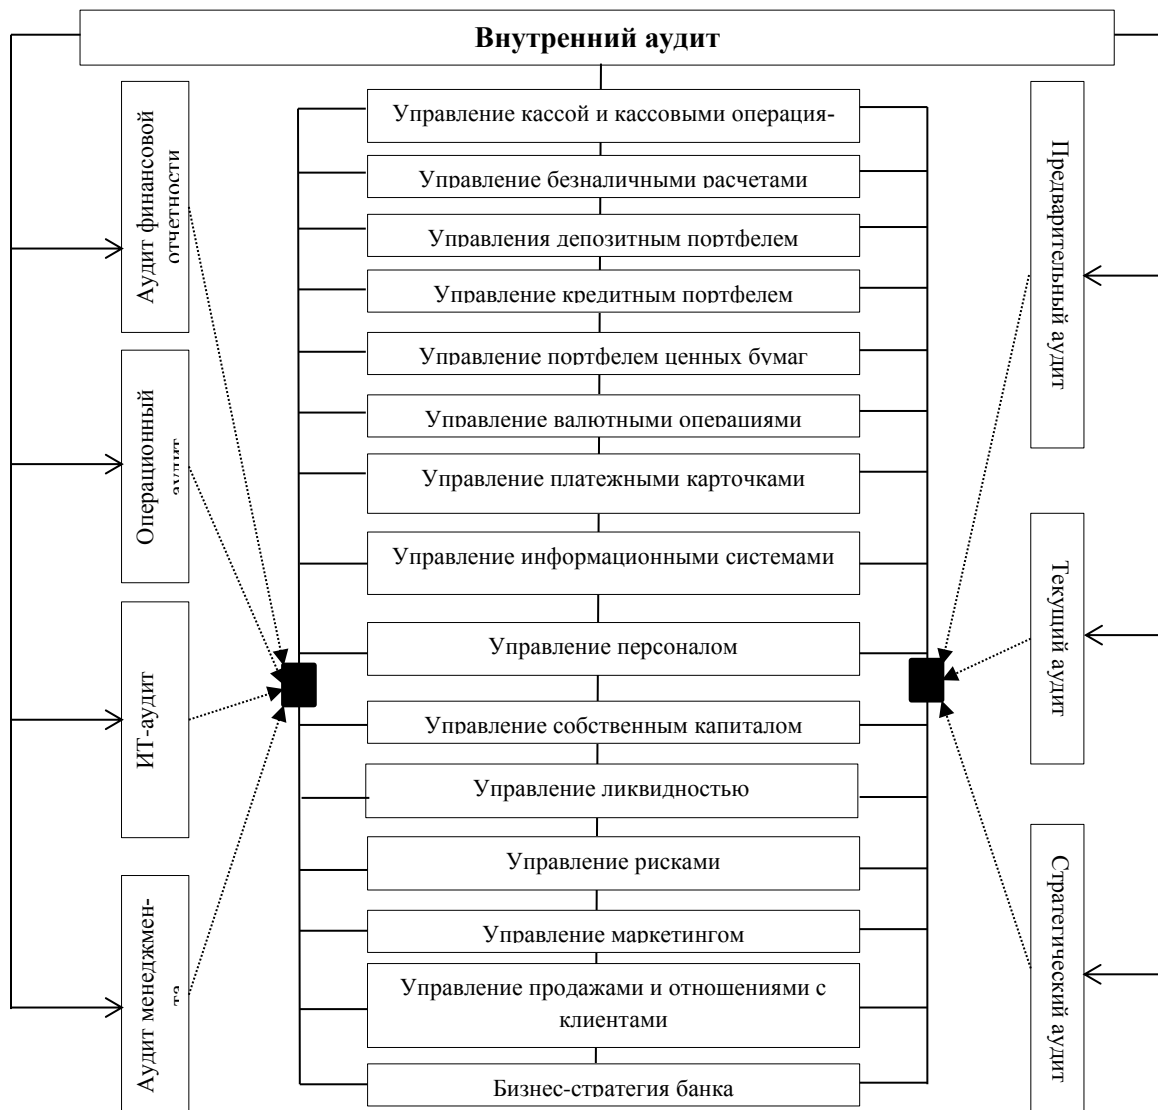 Внутренний аудит
Аудит финансовой
отчетности
Операционный
аудит
ИТ-аудит
Аудит менеджмен-
та
Управление кассой и кассовыми операция-
Управление безналичными расчетами
Управления депозитным портфелем
Управление кредитным портфелем
Управление портфелем ценных бумаг
Управление валютными операциями
Управление платежными карточками
Управление информационными системами
Управление персоналом
Управление собственным капиталом
Управление ликвидностью
Управление рисками
Управление маркетингом
Управление продажами и отношениями с
клиентами
Бизнес-стратегия банка
Предварительный аудит
Текущий аудит
Стратегический аудит